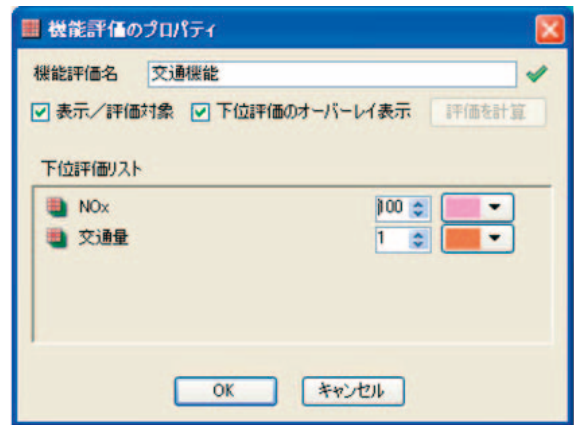 機能評価のプロパティ
機能評価名 交通機能
表示／評価対象 下位評価のオーバーレイ表示 評価を計算
下位評価リスト
NOx 100
交通量 1
OK キャンセル